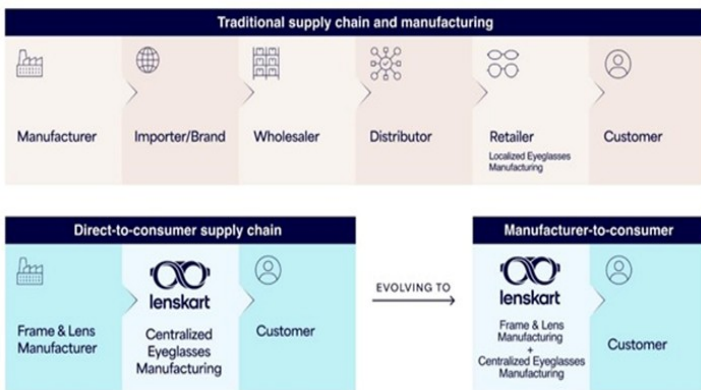 Traditional supply chain and manufacturing
Manufacturer
Importer/Brand
Wholesaler
Distributor
Retailer
Localized Eyeglasses
Manufacturing
Customer
Direct-to-consumer supply chain
Frame & Lens
Manufacturer
lenskart
Centralized
Eyeglasses
Manufacturing
Customer
EVOLVING TO
Manufacturer-to-consumer
lenskart
Frame & Lens
Manufacturing
+
Centralized Eyeglasses
Manufacturing
Customer